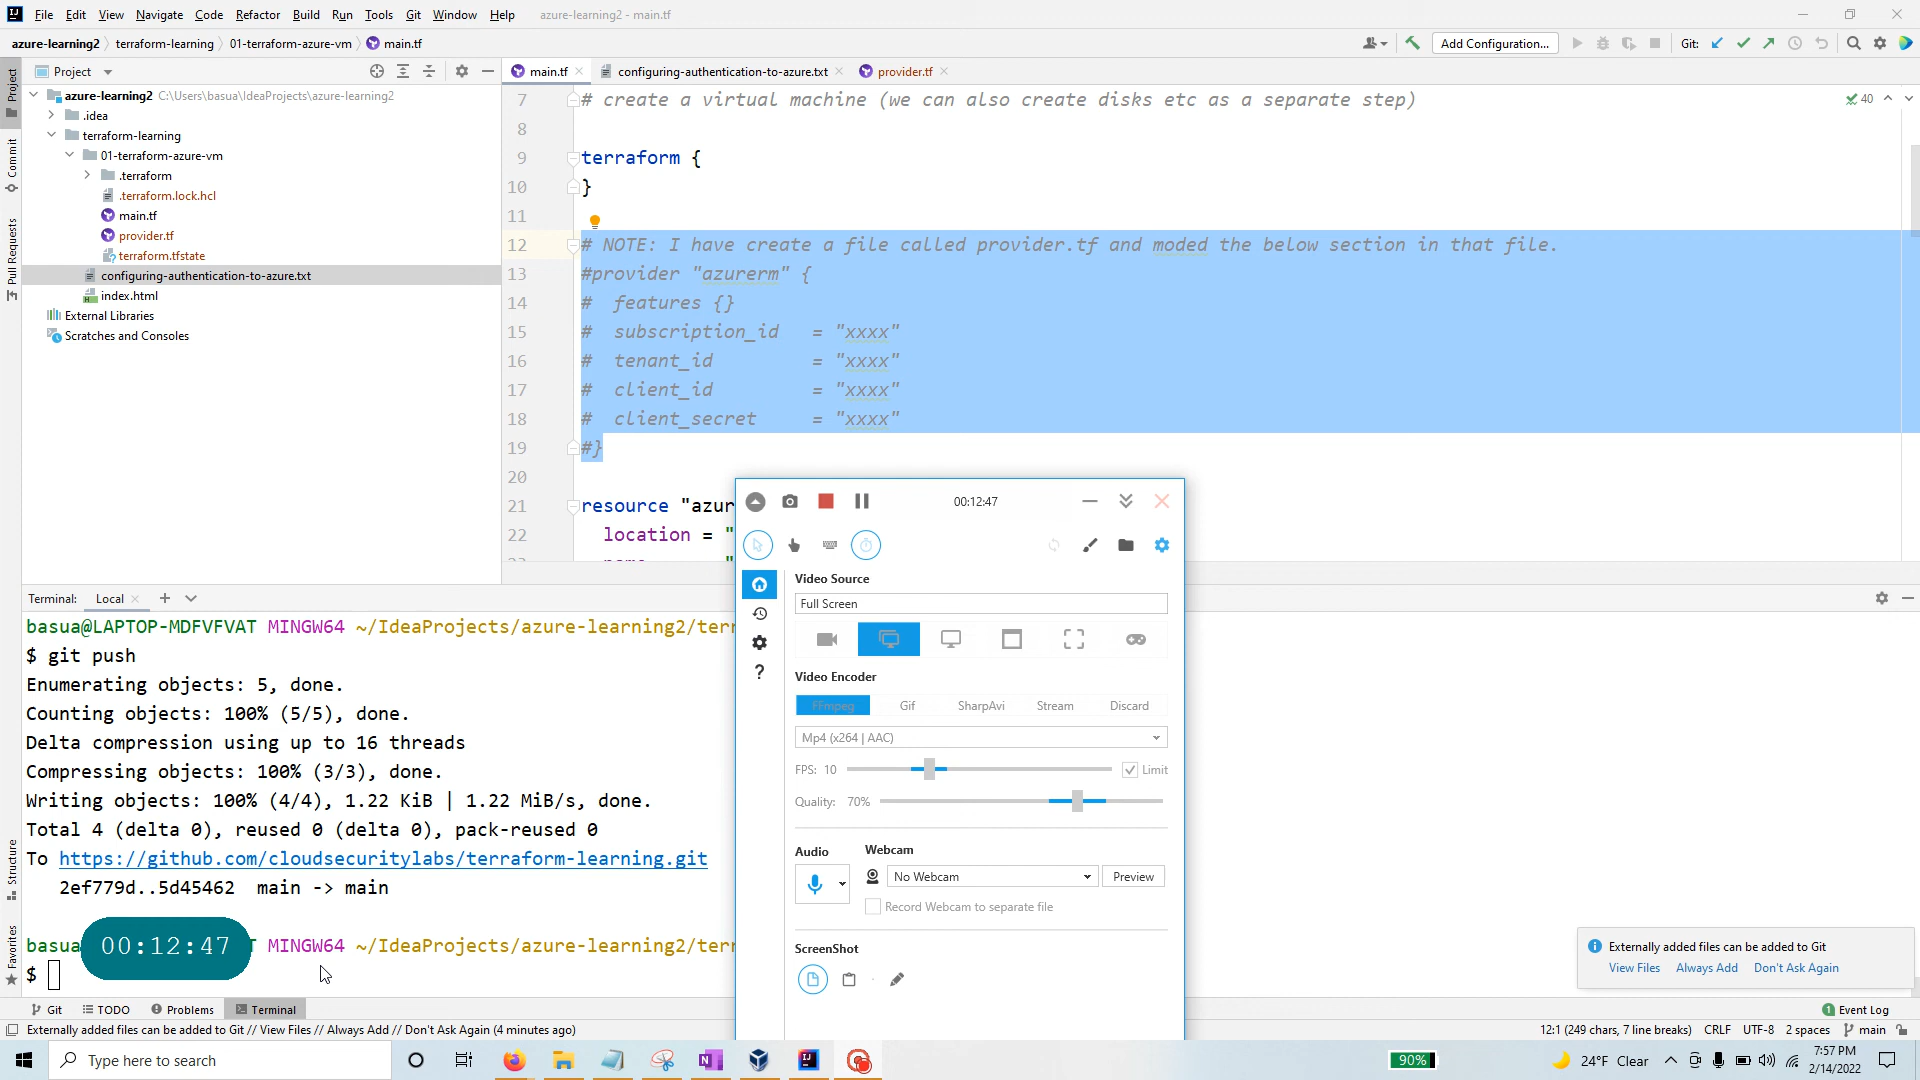 File Edit View Navigate Code Refactor Build Run Tools Git Window Help azure-learning2 - main.tf
azure-learning2 terraform-learning 01-terraform-azure-vm main.tf
Add Configuration...
Git:
Project
main.tf
configuring-authentication-to-azure.txt
provider.tf
Project
Commit
Pull Requests
Structure
Favorites
azure-learning2 C:\Users\basua\IdeaProjects\azure-learning2
.idea
terraform-learning
01-terraform-azure-vm
.terraform
.terraform.lock.hcl
main.tf
provider.tf
terraform.tfstate
configuring-authentication-to-azure.txt
index.html
External Libraries
Scratches and Consoles
7 # create a virtual machine (we can also create disks etc as a separate step)
40
8
9 terraform {
10 }
11
12 # NOTE: I have create a file called provider.tf and moded the below section in that file.
13 #provider "azurerm" {
14 # features {}
15 # subscription_id = "xxxx"
16 # tenant_id = "xxxx"
17 # client_id = "xxxx"
18 # client_secret = "xxxx"
19 #}
20
21 resource "azur
22 location = "
Terminal: Local
basua@LAPTOP-MDFVFVAT MINGW64 ~/IdeaProjects/azure-learning2/terr
$ git push
Enumerating objects: 5, done.
Counting objects: 100% (5/5), done.
Delta compression using up to 16 threads
Compressing objects: 100% (3/3), done.
Writing objects: 100% (4/4), 1.22 KiB | 1.22 MiB/s, done.
Total 4 (delta 0), reused 0 (delta 0), pack-reused 0
To https://github.com/cloudsecuritylabs/terraform-learning.git
2ef779d..5d45462 main -> main
basua
00:12:47
T MINGW64 ~/IdeaProjects/azure-learning2/terr
$
00:12:47
Video Source
Full Screen
Video Encoder
FFmpeg Gif SharpAvi Stream Discard
Mp4 (x264 | AAC)
FPS: 10
Limit
Quality: 70%
Audio
Webcam
No Webcam
Preview
Record Webcam to separate file
ScreenShot
Externally added files can be added to Git
View Files Always Add Don't Ask Again
Git TODO Problems Terminal
1 Event Log
Externally added files can be added to Git // View Files // Always Add // Don't Ask Again (4 minutes ago)
12:1 (249 chars, 7 line breaks) CRLF UTF-8 2 spaces main
Type here to search
90%
24°F Clear
7:57 PM
2/14/2022